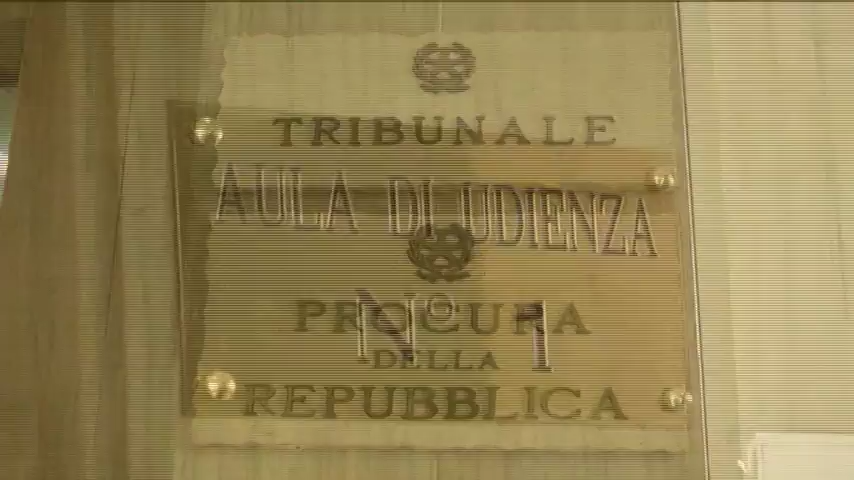 TRIBUNALE
AULA DI UDIENZA
N° 1
PROCURA
DELLA
REPUBBLICA